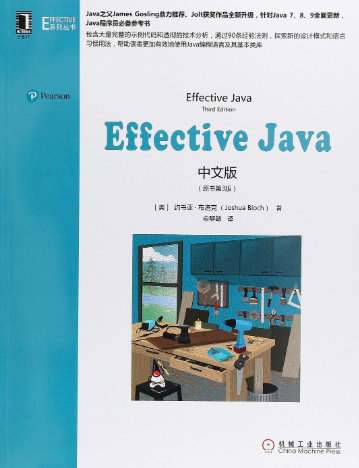 EFFECTIVE
系列丛书
Java之父James Gosling鼎力推荐、Jolt获奖作品全新升级，针对Java 7、8、9全面更新，
Java程序员必备参考书
包含大量完整的示例代码和透彻的技术分析，通过90条经验法则，探索新的设计模式和语言
习惯用法，帮助读者更加有效地使用Java编程语言及其基本类库
Pearson
Effective Java
Third Edition
Effective Java
中文版
（原书第3版）
[美] 约书亚·布洛克（Joshua Bloch） 著
俞黎敏 译
机械工业出版社
China Machine Press